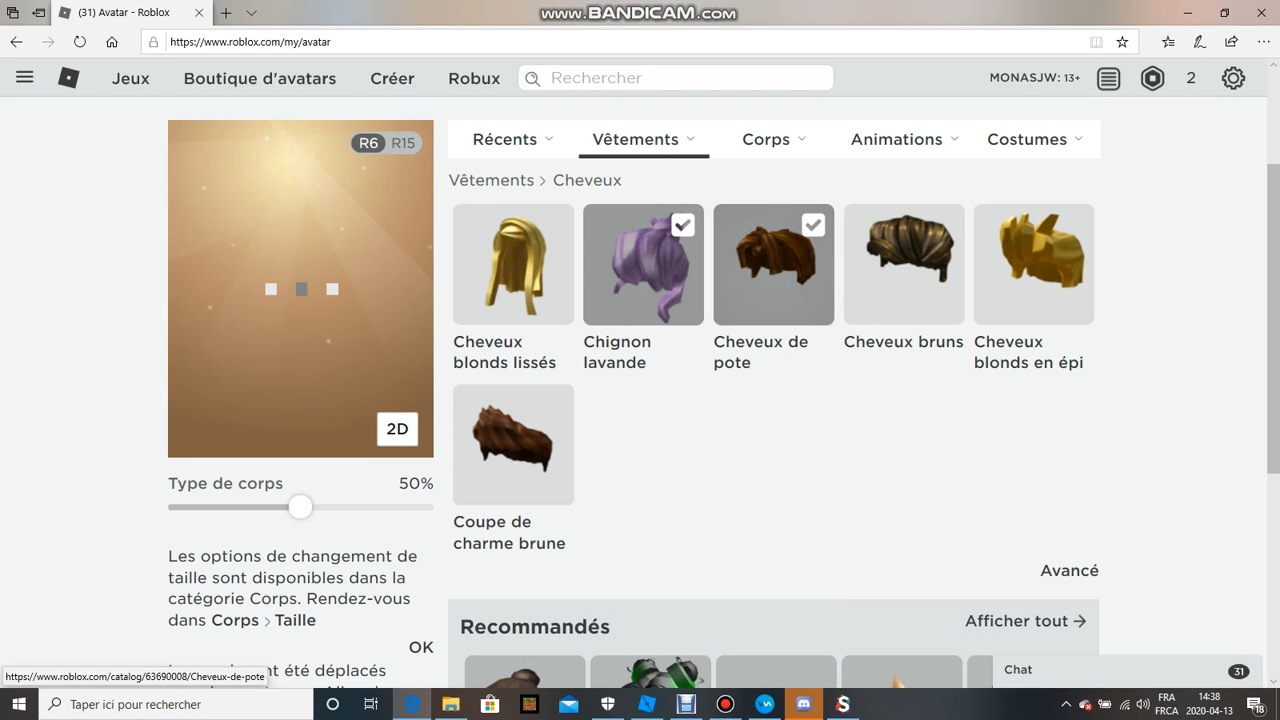 www.BANDICAM.com
(31) Avatar - Roblox
https://www.roblox.com/my/avatar
Jeux Boutique d'avatars Créer Robux Rechercher MONASJW: 13+ 2
R6 R15
Récents Vêtements Corps Animations Costumes
Vêtements > Cheveux
Cheveux blonds lissés
Chignon lavande
Cheveux de pote
Cheveux bruns
Cheveux blonds en épi
Coupe de charme brune
2D
Type de corps 50%
Les options de changement de
taille sont disponibles dans la
catégorie Corps. Rendez-vous
dans Corps > Taille
OK
ont été déplacés
Avancé
Recommandés
Afficher tout →
Chat 31
https://www.roblox.com/catalog/63690008/Cheveux-de-pote
Taper ici pour rechercher
FRA
FRCA
14:38
2020-04-13
18